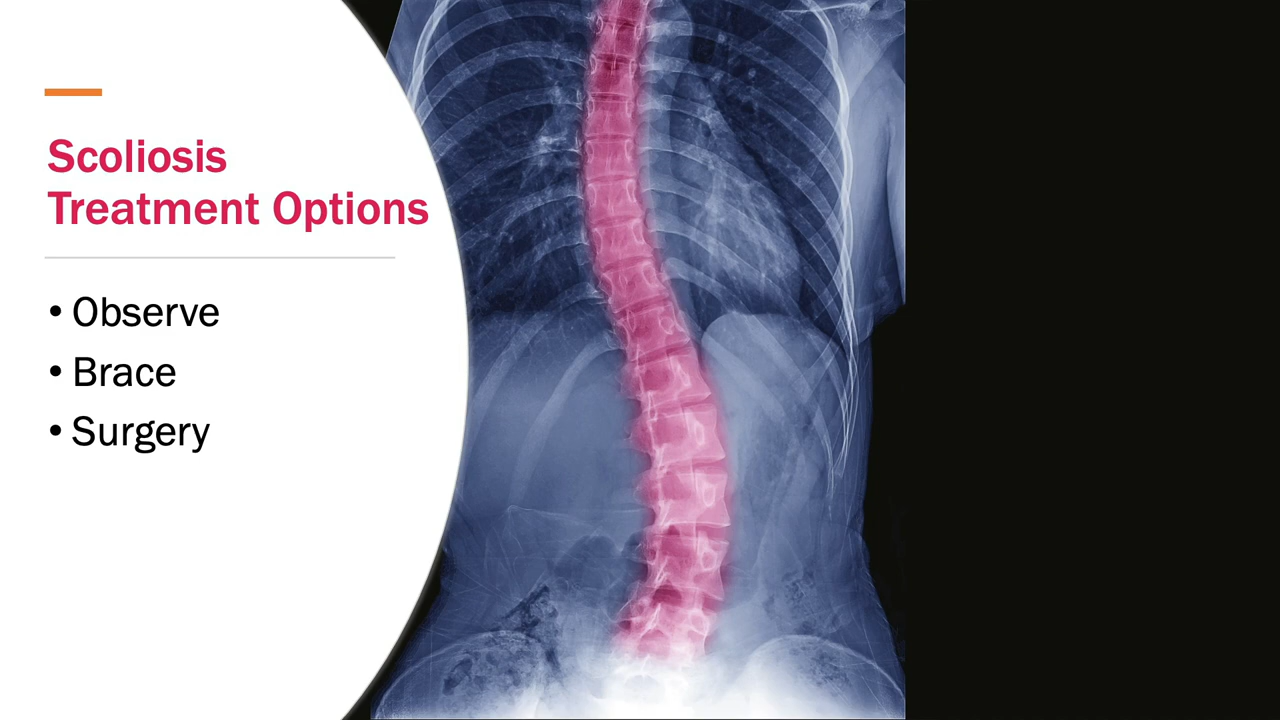 Scoliosis
Treatment Options
• Observe
• Brace
• Surgery